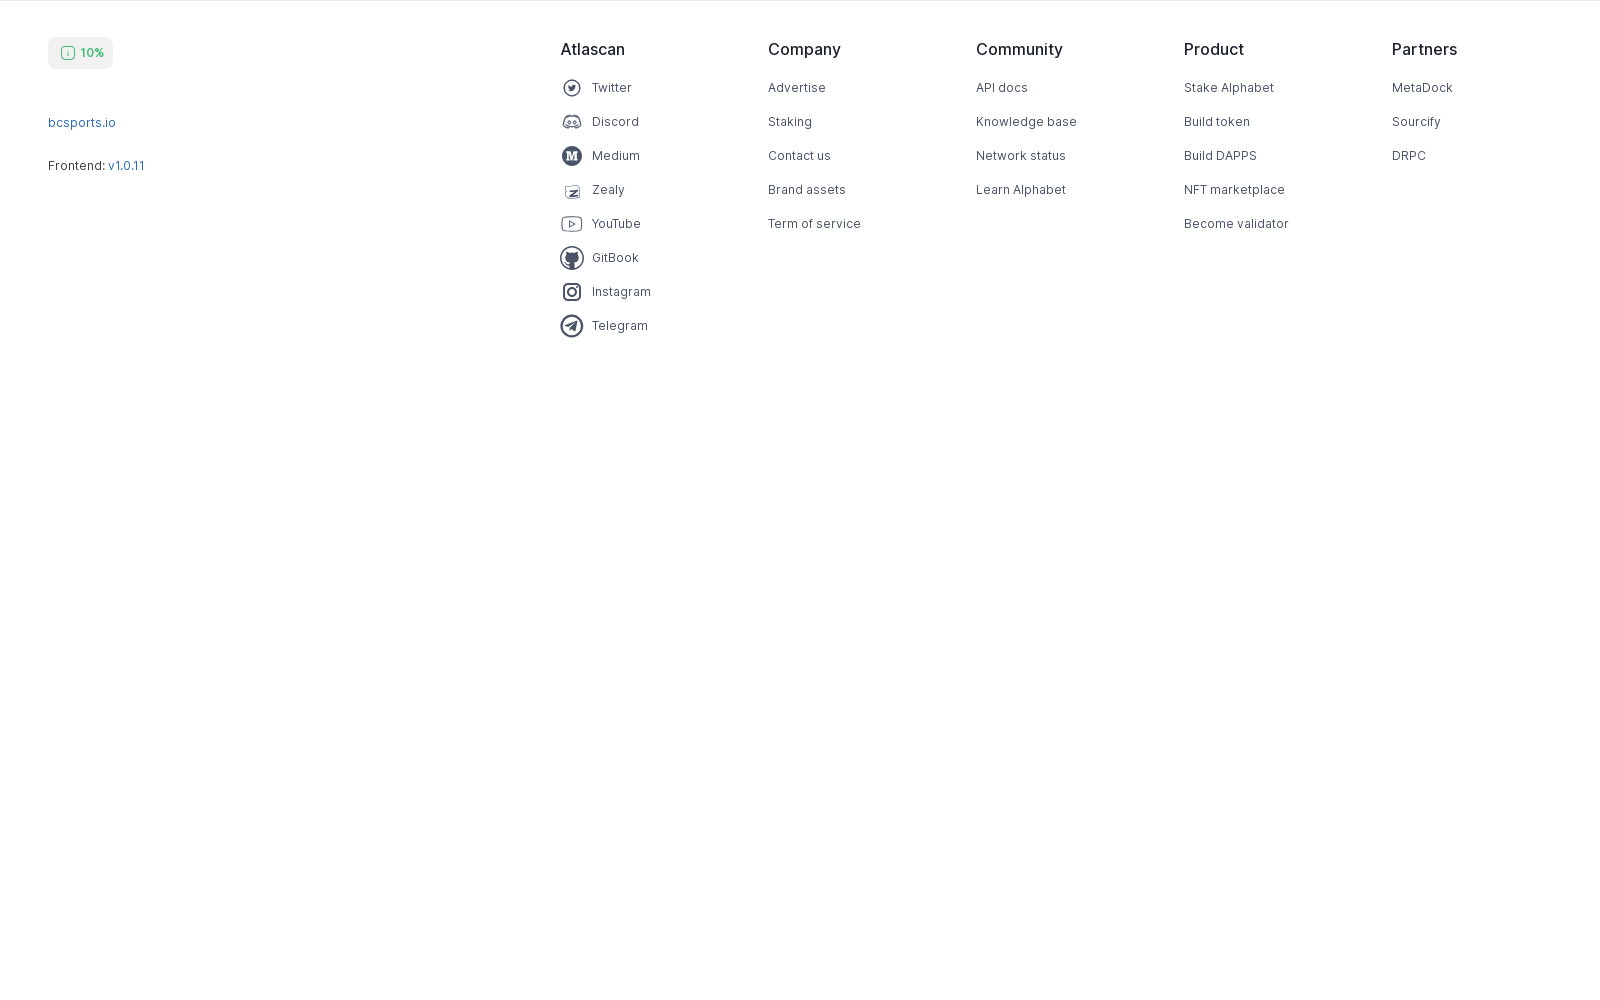 10%
bcsports.io
Frontend: v1.0.11
Atlascan
Twitter
Discord
Medium
Zealy
YouTube
GitBook
Instagram
Telegram
Company
Advertise
Staking
Contact us
Brand assets
Term of service
Community
API docs
Knowledge base
Network status
Learn Alphabet
Product
Stake Alphabet
Build token
Build DAPPS
NFT marketplace
Become validator
Partners
MetaDock
Sourcify
DRPC